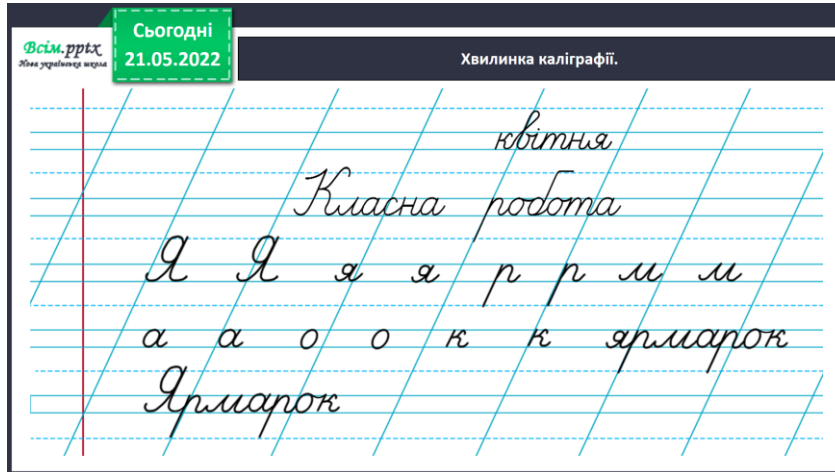 Всім.pptx
Нова українська школа
Сьогодні
21.05.2022
Хвилинка каліграфії.
квітня
Класна робота
Я Я я я р р м м
а а о о к к ярмарок
Ярмарок